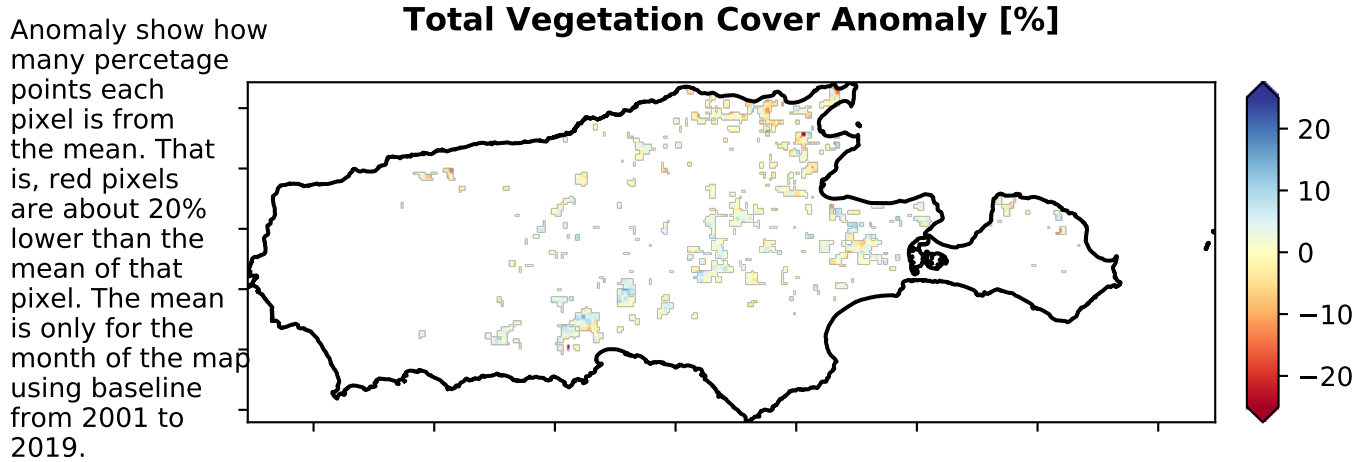 Total Vegetation Cover Anomaly [%]
Anomaly show how
many percetage
points each
pixel is from
the mean. That
is, red pixels
are about 20%
lower than the
mean of that
pixel. The mean
is only for the
month of the map
using baseline
from 2001 to
2019.
20
10
0
−10
−20